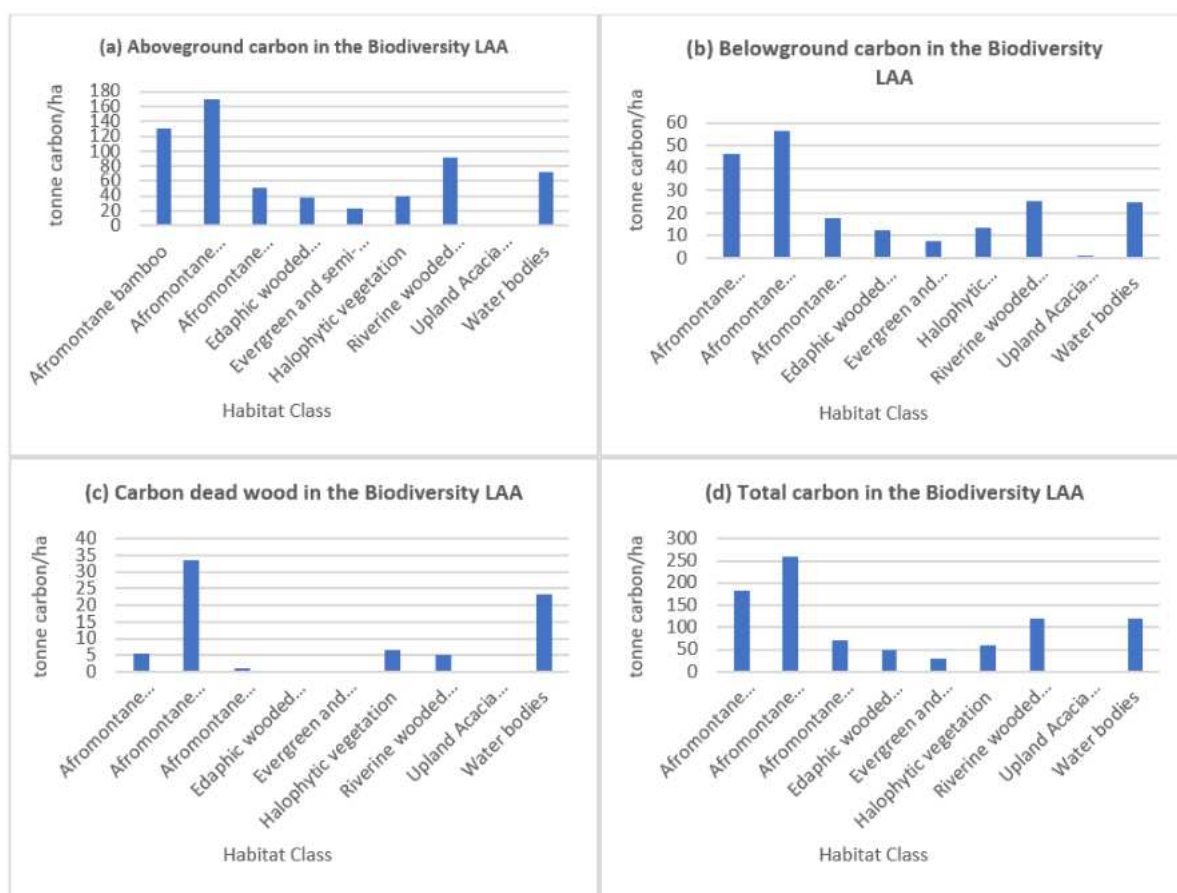 (a) Aboveground carbon in the Biodiversity LAA
tonne carbon/ha
180
160
140
120
100
80
60
40
20
0
Afromontane bamboo
Afromontane...
Afromontane...
Edaphic wooded...
Evergreen and semi-...
Halophytic vegetation
Riverine wooded...
Upland Acacia...
Water bodies
Habitat Class
(b) Belowground carbon in the Biodiversity
LAA
tonne carbon/ha
60
50
40
30
20
10
0
Afromontane...
Afromontane...
Afromontane...
Edaphic wooded...
Evergreen and...
Halophytic...
Riverine wooded...
Upland Acacia...
Water bodies
Habitat Class
(c) Carbon dead wood in the Biodiversity LAA
tonne carbon/ha
40
35
30
25
20
15
10
5
0
Afromontane...
Afromontane...
Afromontane...
Edaphic wooded...
Evergreen and...
Halophytic vegetation
Riverine wooded...
Upland Acacia...
Water bodies
Habitat Class
(d) Total carbon in the Biodiversity LAA
tonne carbon/ha
300
250
200
150
100
50
0
Afromontane...
Afromontane...
Afromontane...
Edaphic wooded...
Evergreen and...
Halophytic vegetation
Riverine wooded...
Upland Acacia...
Water bodies
Habitat Class